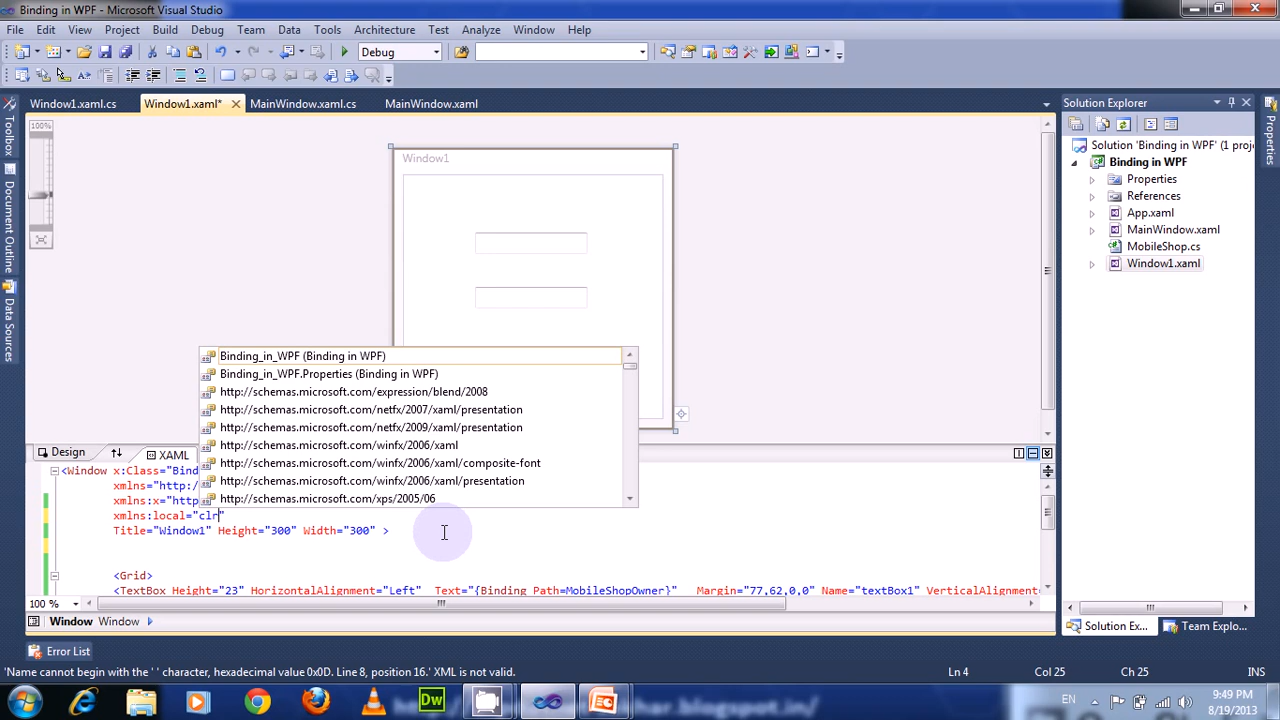 Binding in WPF - Microsoft Visual Studio
File Edit View Project Build Debug Team Data Tools Architecture Test Analyze Window Help
Debug
Window1.xaml.cs Window1.xaml* MainWindow.xaml.cs MainWindow.xaml
Solution Explorer
Solution 'Binding in WPF' (1 proje
Binding in WPF
Properties
References
App.xaml
MainWindow.xaml
MobileShop.cs
Window1.xaml
Toolbox
Document Outline
Data Sources
Properties
100%
Window1
Binding_in_WPF (Binding in WPF)
Binding_in_WPF.Properties (Binding in WPF)
http://schemas.microsoft.com/expression/blend/2008
http://schemas.microsoft.com/netfx/2007/xaml/presentation
http://schemas.microsoft.com/netfx/2009/xaml/presentation
http://schemas.microsoft.com/winfx/2006/xaml
http://schemas.microsoft.com/winfx/2006/xaml/composite-font
http://schemas.microsoft.com/winfx/2006/xaml/presentation
http://schemas.microsoft.com/xps/2005/06
Design XAML
<Window x:Class="Bind
xmlns="http:/
xmlns:x="http
xmlns:local="clr"
Title="Window1" Height="300" Width="300" >
<Grid>
<TextBox Height="23" HorizontalAlignment="Left" Text="{Binding Path=MobileShopOwner}" Margin="77,62,0,0" Name="textBox1" VerticalAlignment=
100 %
Window Window
Solution Ex... Team Explo...
Error List
'Name cannot begin with the ' ' character, hexadecimal value 0x0D. Line 8, position 16.' XML is not valid.
Ln 4 Col 25 Ch 25 INS
Dw
EN
9:49 PM
8/19/2013